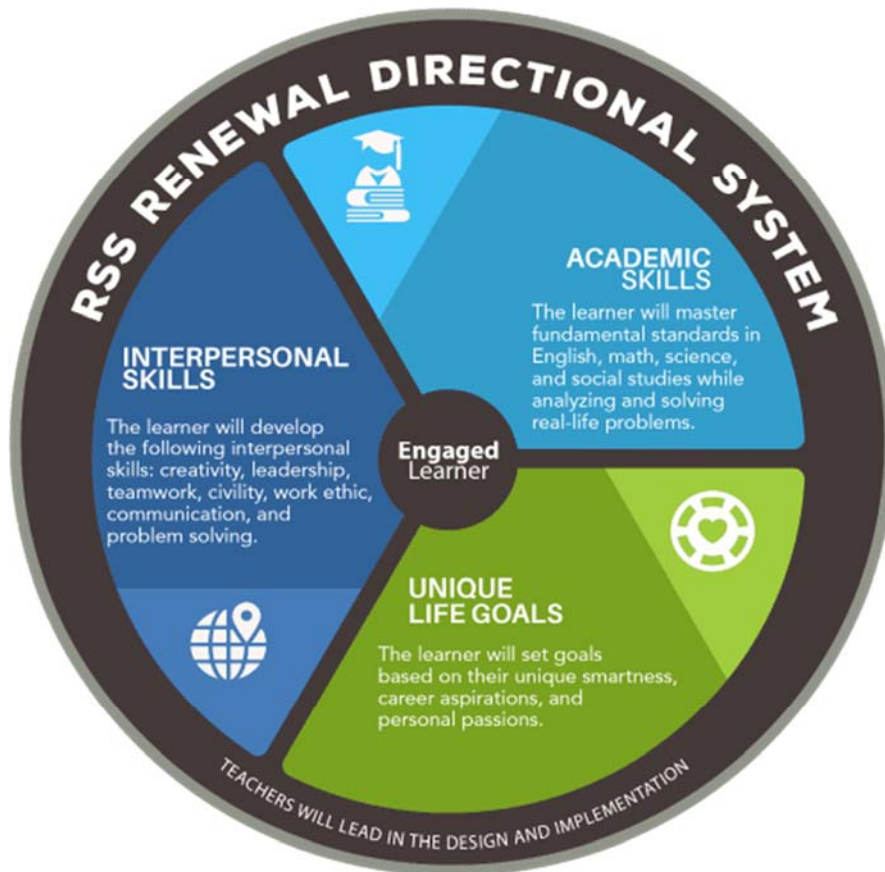 RSS RENEWAL DIRECTIONAL SYSTEM
ACADEMIC
SKILLS
The learner will master
fundamental standards in
English, math, science,
and social studies while
analyzing and solving
real-life problems.
INTERPERSONAL
SKILLS
The learner will develop
the following interpersonal
skills: creativity, leadership,
teamwork, civility, work ethic,
communication, and
problem solving.
Engaged
Learner
UNIQUE
LIFE GOALS
The learner will set goals
based on their unique smartness,
career aspirations, and
personal passions.
TEACHERS WILL LEAD IN THE DESIGN AND IMPLEMENTATION